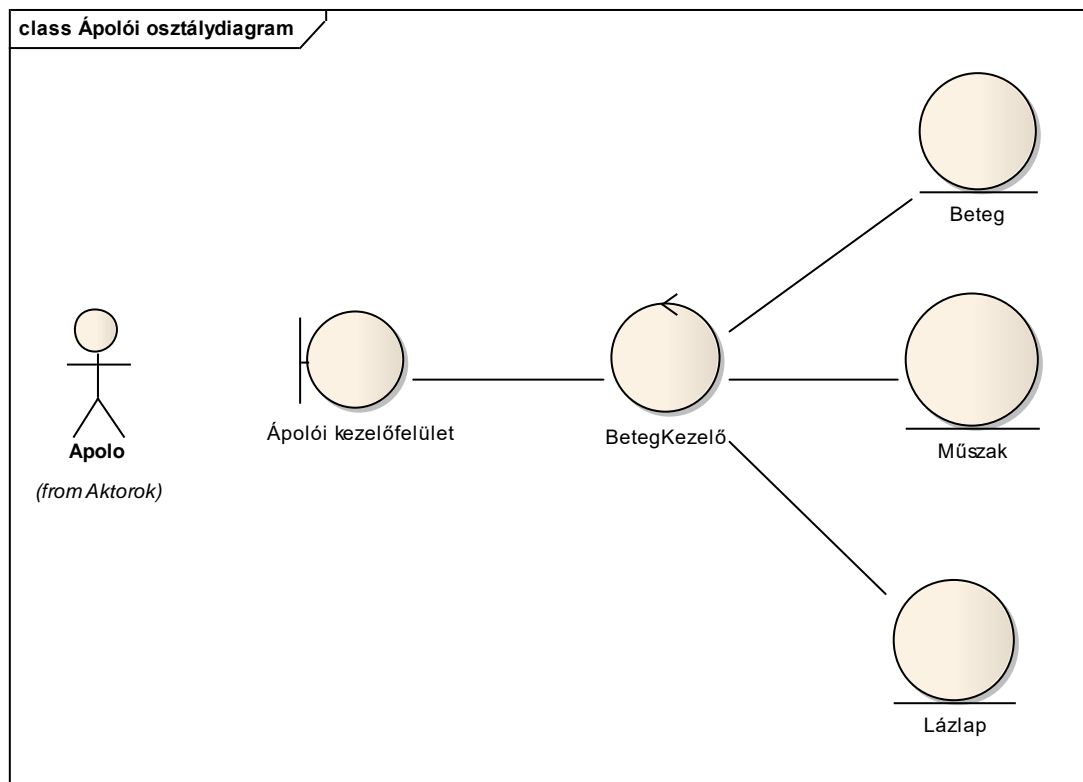 class Ápolói osztálydiagram
Beteg
Apolo
(from Aktorok)
Ápolói kezelőfelület
BetegKezelő
Műszak
Lázlap